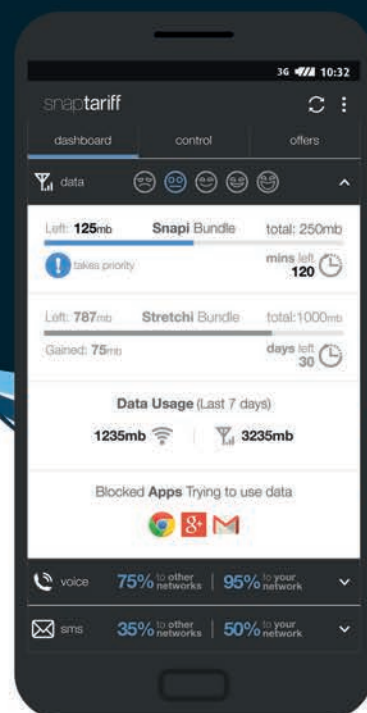 3G 10:32
snaptariff
dashboard control offers
data
Left: 125mb Snapi Bundle total: 250mb
! takes priority mins left 120
Left: 787mb Stretchi Bundle total:1000mb
Gained: 75mb days left 30
Data Usage (Last 7 days)
1235mb 3235mb
Blocked Apps Trying to use data
8+
voice 75% to other networks | 95% to your network
sms 35% to other networks | 50% to your network